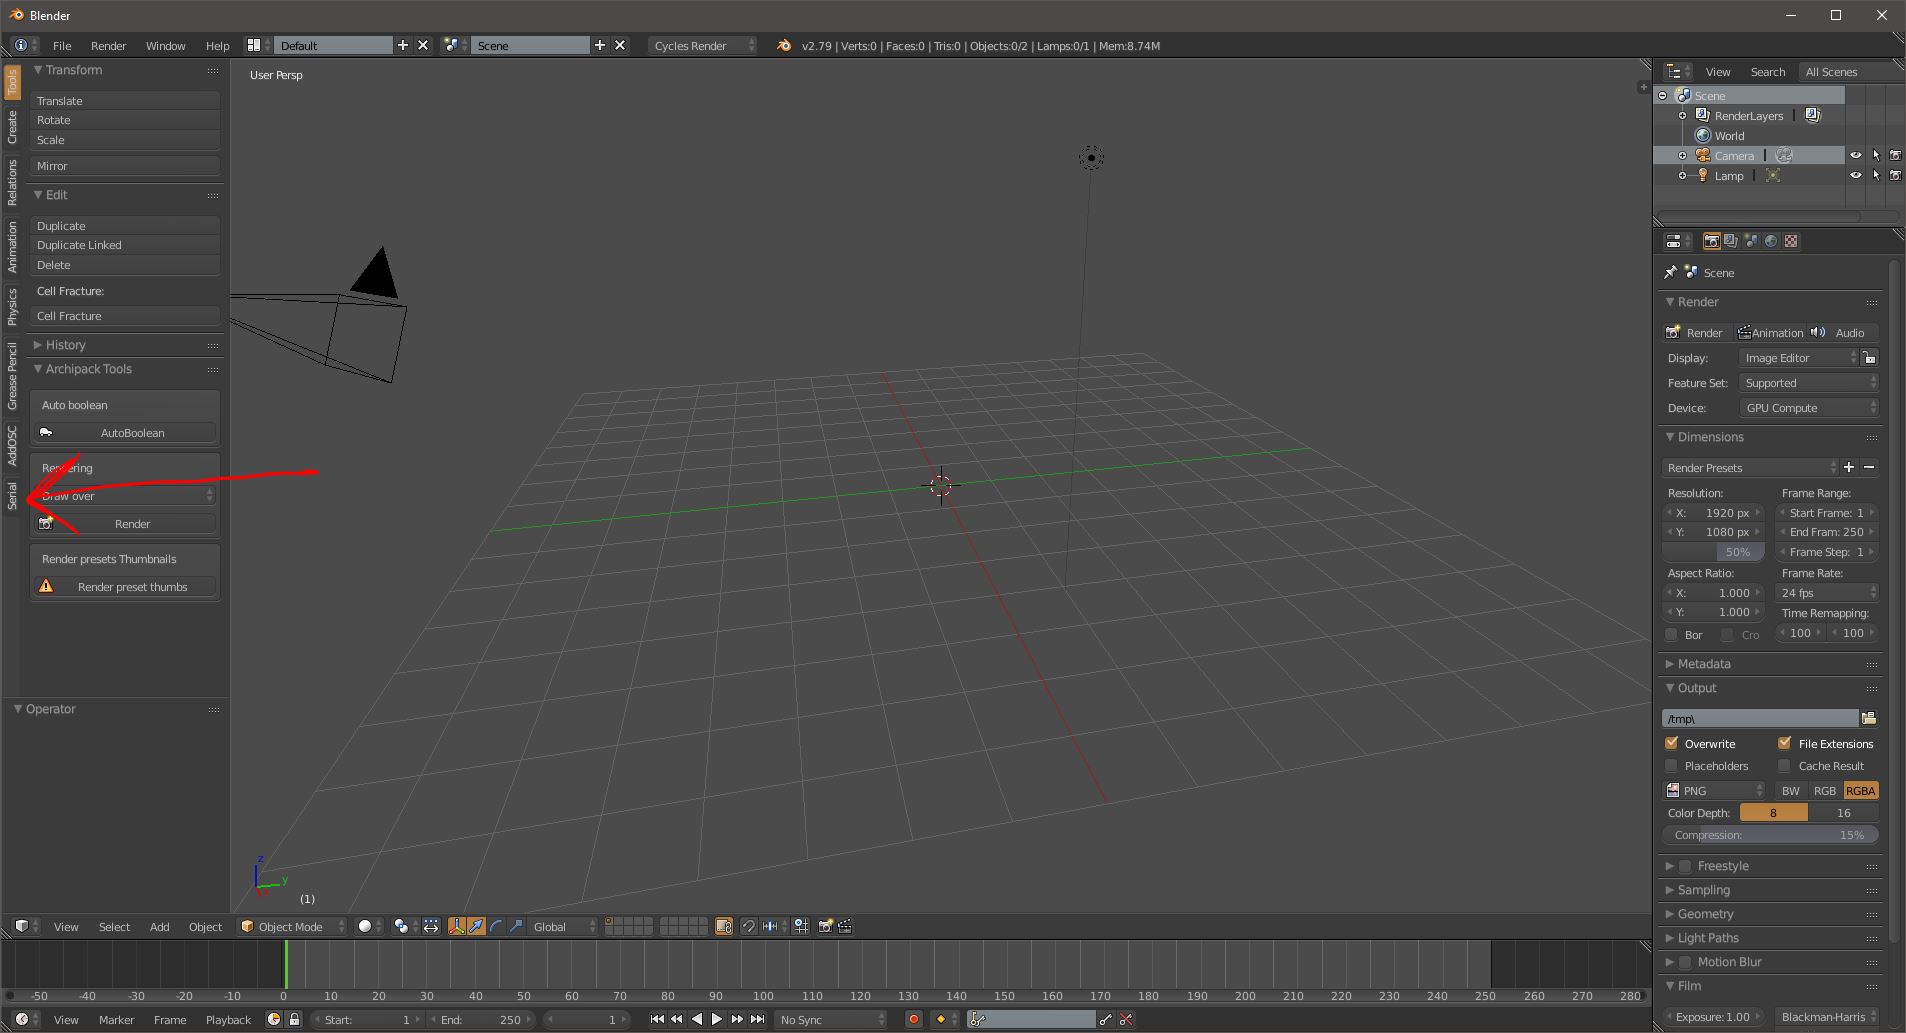 Blender
File Render Window Help Default Scene Cycles Render v2.79 | Verts:0 | Faces:0 | Tris:0 | Objects:0/2 | Lamps:0/1 | Mem:8.74M
Tools
Create
Relations
Animation
Physics
Grease Pencil
AddOSC
Serial
Transform
Translate
Rotate
Scale
Mirror
Edit
Duplicate
Duplicate Linked
Delete
Cell Fracture:
Cell Fracture
History
Archipack Tools
Auto boolean
AutoBoolean
Rendering
Draw over
Render
Render presets Thumbnails
Render preset thumbs
Operator
User Persp
z
y
(1)
View Select Add Object Object Mode Global
-50 -40 -30 -20 -10 0 10 20 30 40 50 60 70 80 90 100 110 120 130 140 150 160 170 180 190 200 210 220 230 240 250 260 270 280
View Marker Frame Playback Start: 1 End: 250 1 No Sync
View Search All Scenes
Scene
RenderLayers |
World
Camera |
Lamp |
Scene
Render
Render Animation Audio
Display: Image Editor
Feature Set: Supported
Device: GPU Compute
Dimensions
Render Presets
Resolution: Frame Range:
X: 1920 px Start Frame: 1
Y: 1080 px End Fram: 250
50% Frame Step: 1
Aspect Ratio: Frame Rate:
X: 1.000 24 fps
Y: 1.000 Time Remapping:
Bor Cro 100 100
Metadata
Output
/tmp\
Overwrite File Extensions
Placeholders Cache Result
PNG BW RGB RGBA
Color Depth: 8 16
Compression: 15%
Freestyle
Sampling
Geometry
Light Paths
Motion Blur
Film
Exposure: 1.00 Blackman-Harris